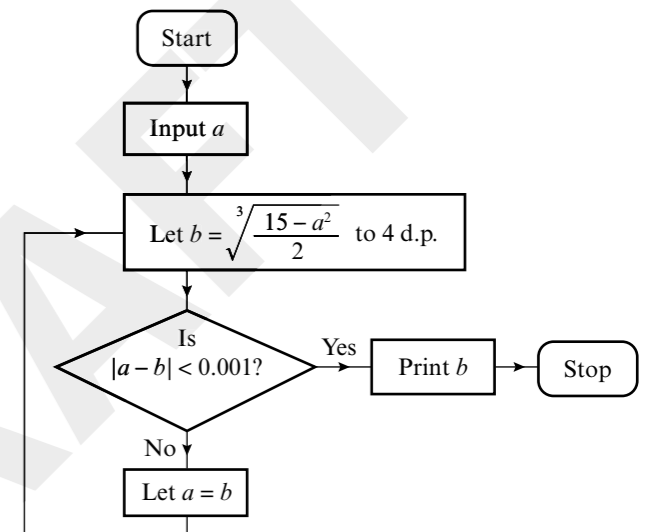 Start
Input a
Let b = ∛((15 – a²)/2) to 4 d.p.
Is
|a – b| < 0.001?
Yes
Print b
Stop
No
Let a = b